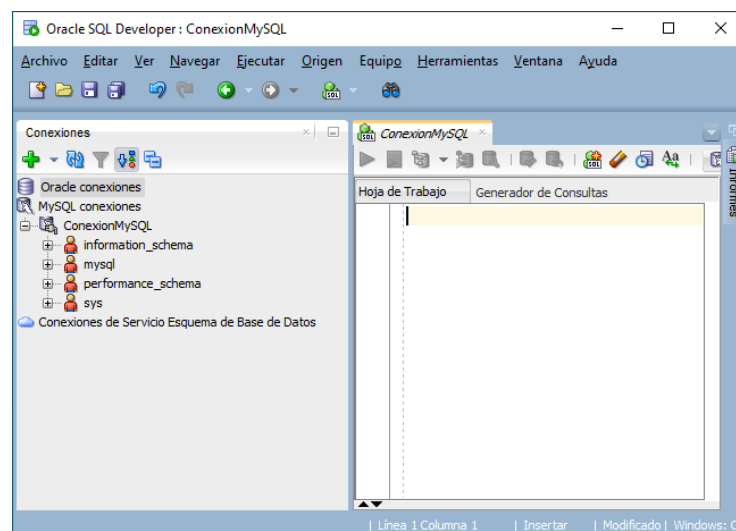 Oracle SQL Developer : ConexionMySQL
Archivo Editar Ver Navegar Ejecutar Origen Equipo Herramientas Ventana Ayuda
Conexiones
Oracle conexiones
MySQL conexiones
ConexionMySQL
information_schema
mysql
performance_schema
sys
Conexiones de Servicio Esquema de Base de Datos
ConexionMySQL
Hoja de Trabajo Generador de Consultas
Informes
Línea 1 Columna 1 | Insertar | Modificado | Windows: